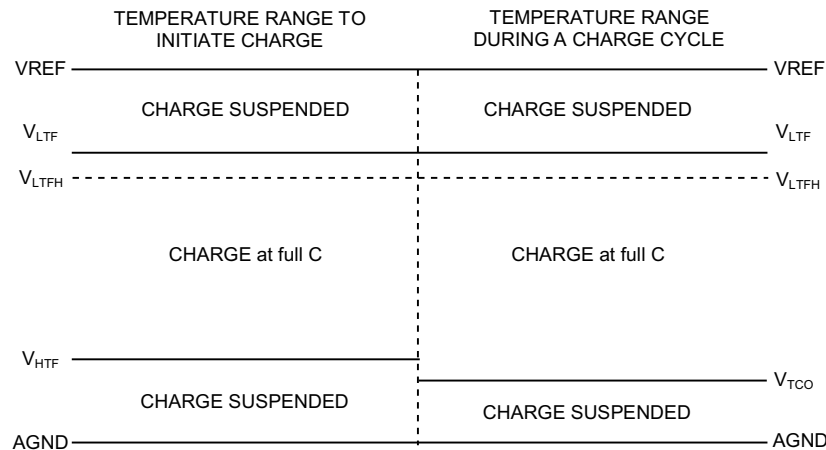 TEMPERATURE RANGE TO
INITIATE CHARGE
TEMPERATURE RANGE
DURING A CHARGE CYCLE
VREF
VREF
CHARGE SUSPENDED
CHARGE SUSPENDED
VLTF
VLTF
VLTFH
VLTFH
CHARGE at full C
CHARGE at full C
VHTF
VTCO
CHARGE SUSPENDED
CHARGE SUSPENDED
AGND
AGND